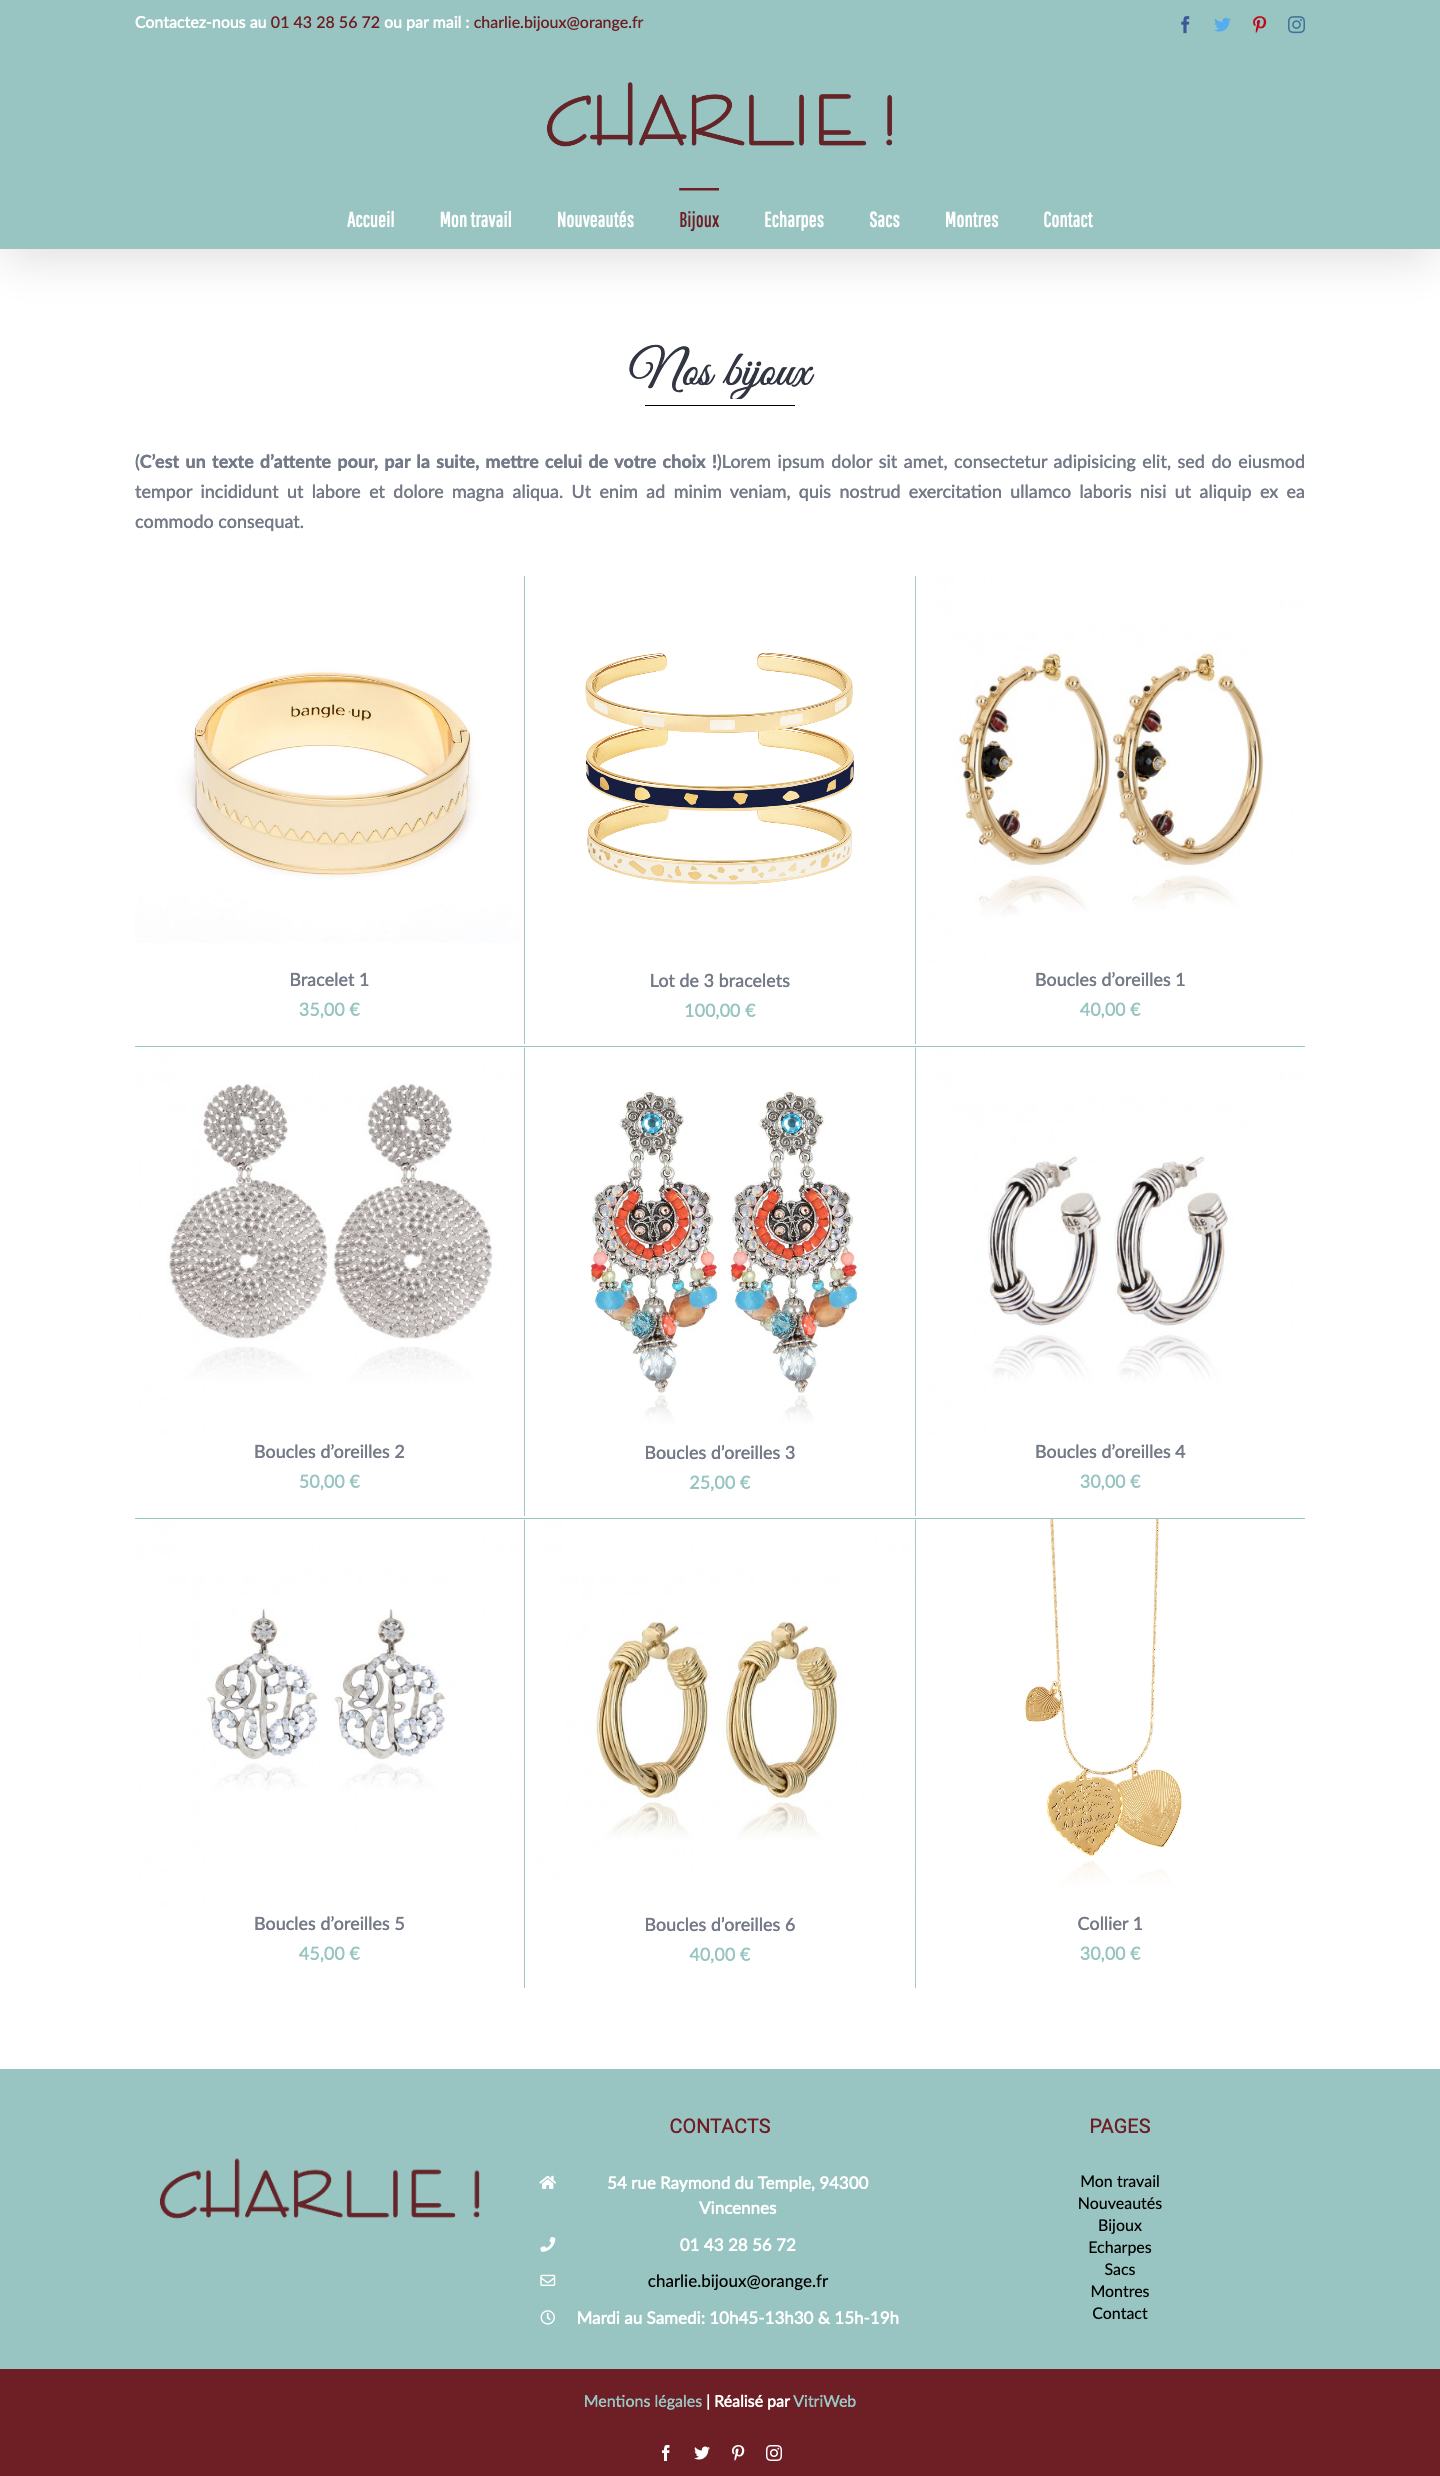 Contactez-nous au 01 43 28 56 72 ou par mail : charlie.bijoux@orange.fr
CHARLIE !
Accueil Mon travail Nouveautés Bijoux Echarpes Sacs Montres Contact
Nos bijoux
(C’est un texte d’attente pour, par la suite, mettre celui de votre choix !)Lorem ipsum dolor sit amet, consectetur adipisicing elit, sed do eiusmod
tempor incididunt ut labore et dolore magna aliqua. Ut enim ad minim veniam, quis nostrud exercitation ullamco laboris nisi ut aliquip ex ea
commodo consequat.
bangle up
Bracelet 1
35,00 €
Lot de 3 bracelets
100,00 €
Boucles d’oreilles 1
40,00 €
Boucles d’oreilles 2
50,00 €
Boucles d’oreilles 3
25,00 €
Boucles d’oreilles 4
30,00 €
Boucles d’oreilles 5
45,00 €
Boucles d’oreilles 6
40,00 €
Collier 1
30,00 €
CHARLIE !
CONTACTS
54 rue Raymond du Temple, 94300
Vincennes
01 43 28 56 72
charlie.bijoux@orange.fr
Mardi au Samedi: 10h45-13h30 & 15h-19h
PAGES
Mon travail
Nouveautés
Bijoux
Echarpes
Sacs
Montres
Contact
Mentions légales | Réalisé par VitriWeb